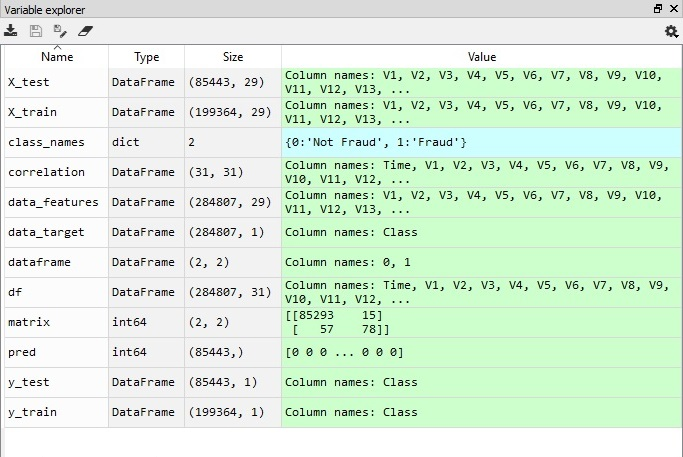 Variable explorer
Name Type Size Value
X_test DataFrame (85443, 29) Column names: V1, V2, V3, V4, V5, V6, V7, V8, V9, V10,
V11, V12, V13, ...
X_train DataFrame (199364, 29) Column names: V1, V2, V3, V4, V5, V6, V7, V8, V9, V10,
V11, V12, V13, ...
class_names dict 2 {0:'Not Fraud', 1:'Fraud'}
correlation DataFrame (31, 31) Column names: Time, V1, V2, V3, V4, V5, V6, V7, V8, V9,
V10, V11, V12, ...
data_features DataFrame (284807, 29) Column names: V1, V2, V3, V4, V5, V6, V7, V8, V9, V10,
V11, V12, V13, ...
data_target DataFrame (284807, 1) Column names: Class
dataframe DataFrame (2, 2) Column names: 0, 1
df DataFrame (284807, 31) Column names: Time, V1, V2, V3, V4, V5, V6, V7, V8, V9,
V10, V11, V12, ...
matrix int64 (2, 2) [[85293 15]
[ 57 78]]
pred int64 (85443,) [0 0 0 ... 0 0 0]
y_test DataFrame (85443, 1) Column names: Class
y_train DataFrame (199364, 1) Column names: Class